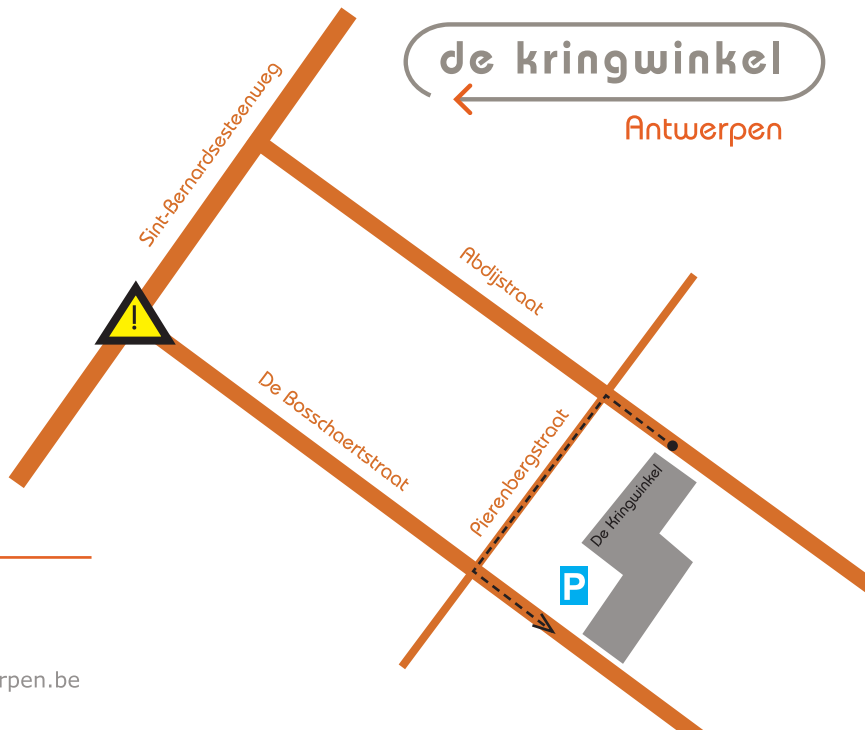 de kringwinkel
Antwerpen
Sint-Bernardsesteenweg
Abdijstraat
!
De Bosschaertstraat
Pierenbergstraat
De Kringwinkel
P
rpen.be